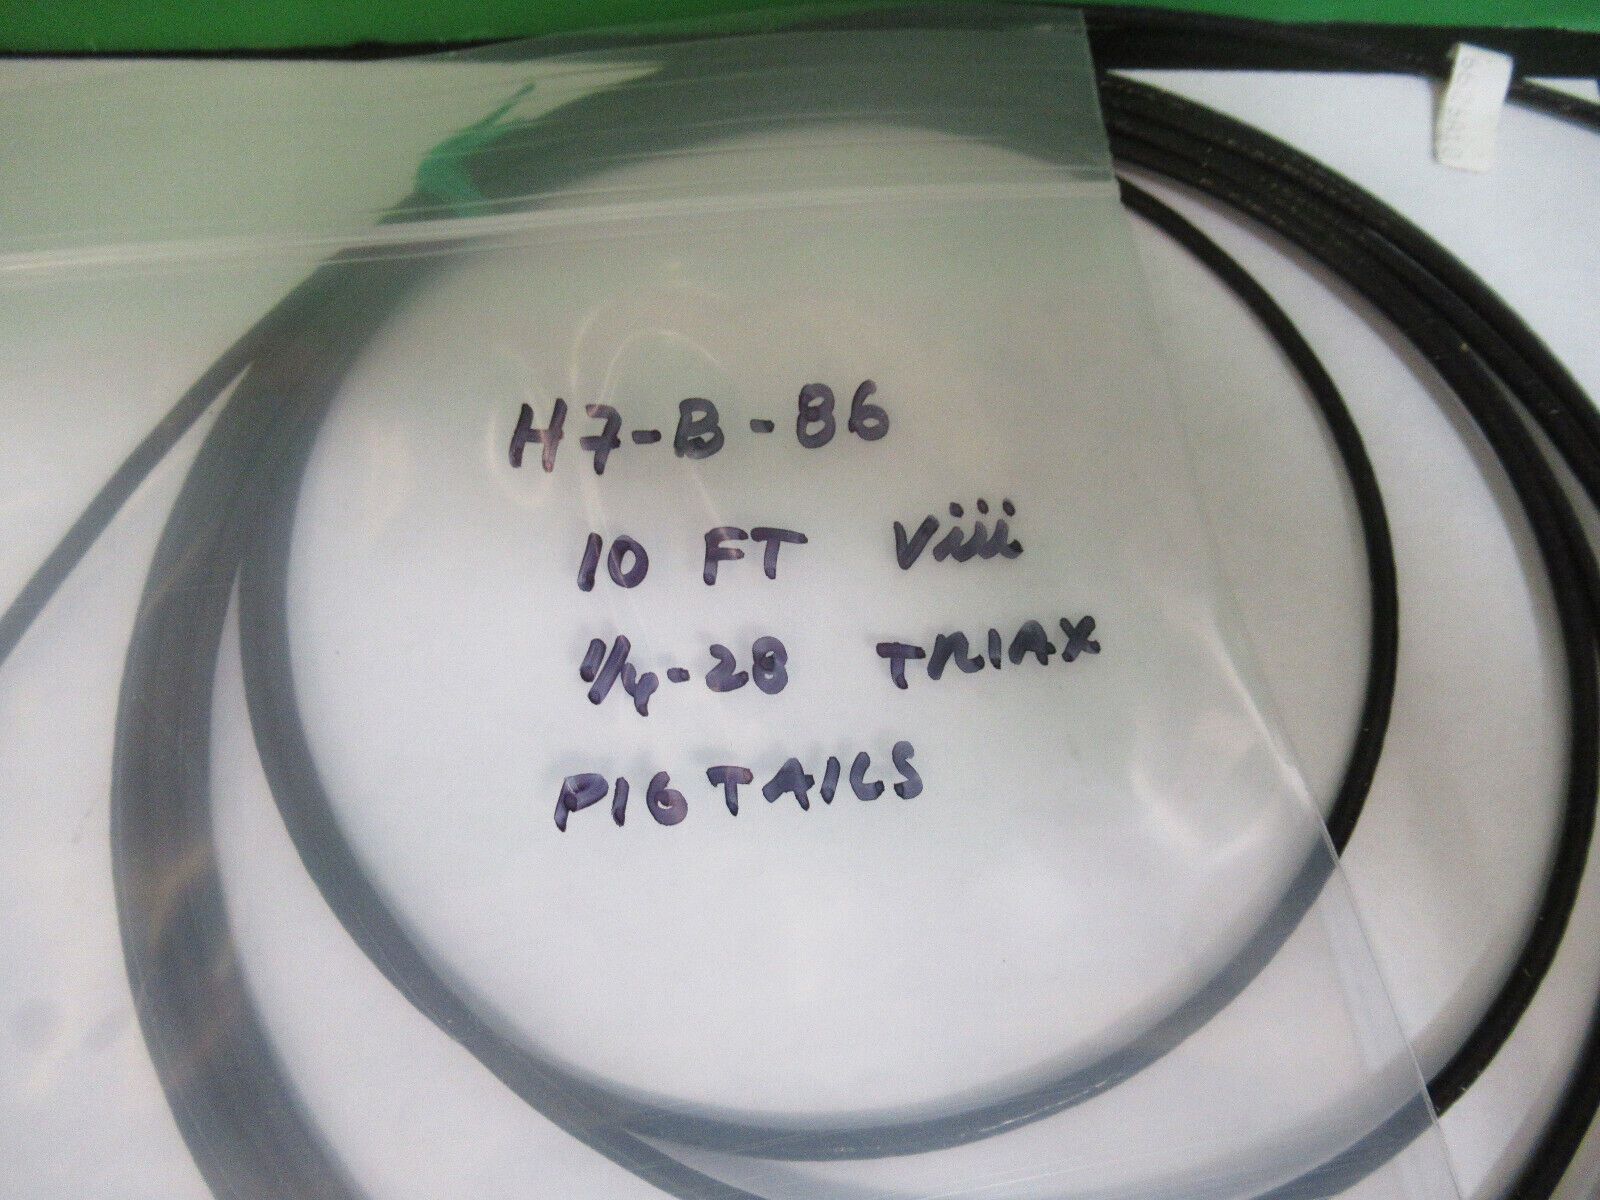 H7-B-86
10 FT Viii
1/4-28 TRIAX
PIGTAILS